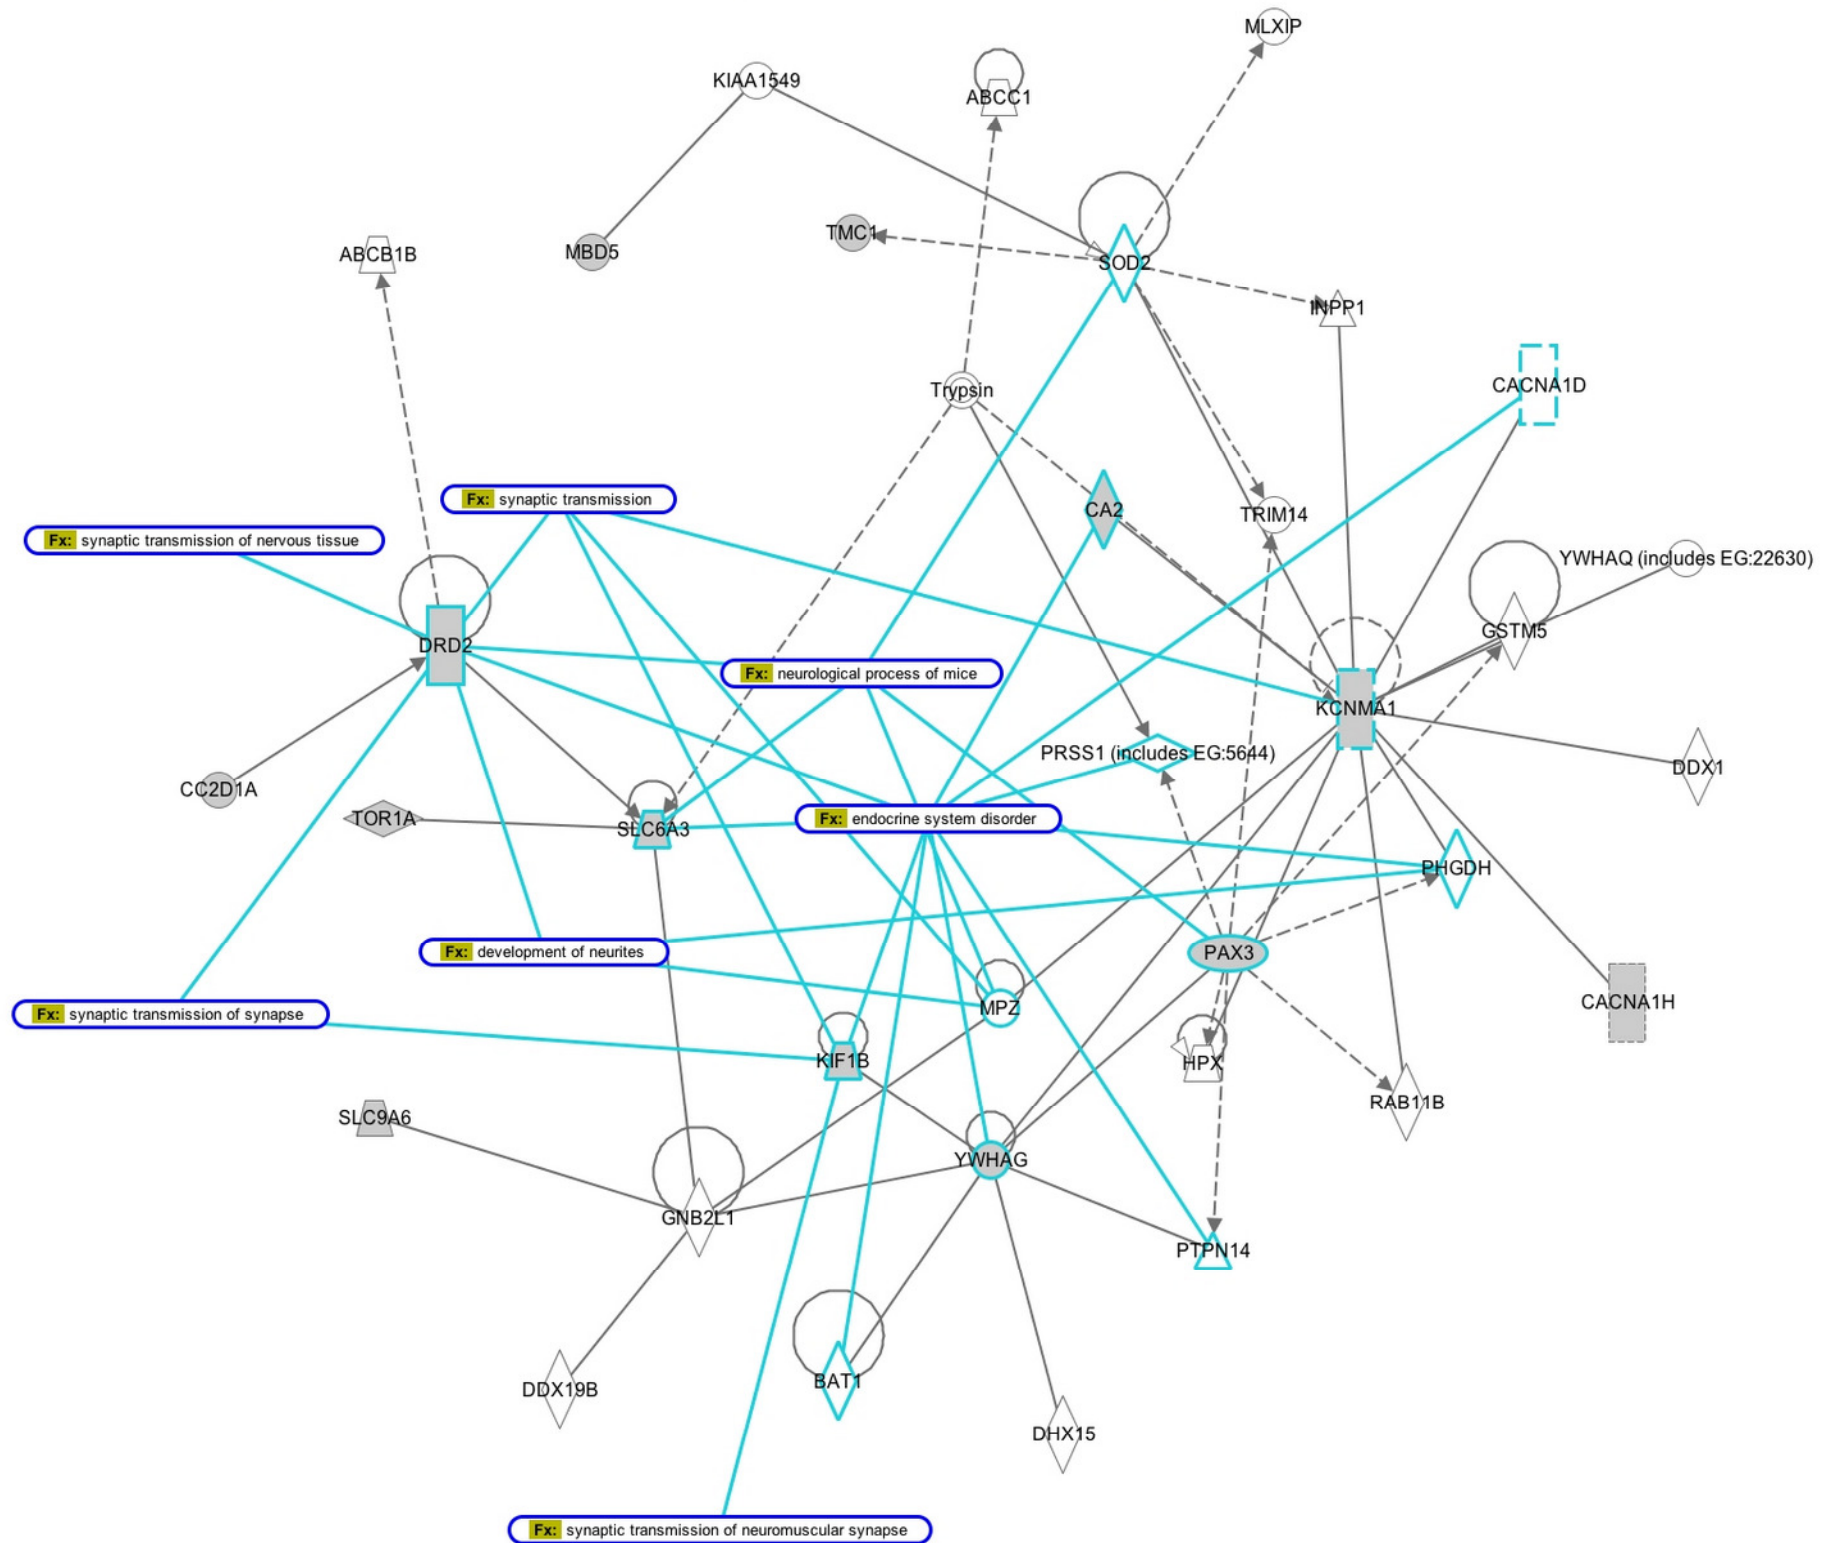 MLXIP
KIAA1549
ABCC1
TMC1
ABCB1B
MBD5
SOD2
INPP1
Trypsin
CACNA1D
Fx: synaptic transmission
CA2
TRIM14
Fx: synaptic transmission of nervous tissue
YWHAQ (includes EG:22630)
GSTM5
DRD2
Fx: neurological process of mice
KCNMA1
PRSS1 (includes EG:5644)
DDX1
CC2D1A
TOR1A
SLC6A3
Fx: endocrine system disorder
PHGDH
Fx: development of neurites
PAX3
CACNA1H
MPZ
Fx: synaptic transmission of synapse
KIF1B
HPX
RAB11B
SLC9A6
YWHAG
GNB2L1
PTPN14
BAT1
DDX19B
DHX15
Fx: synaptic transmission of neuromuscular synapse